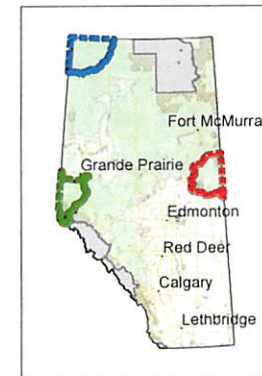 Fort McMurra
Grande Prairie
Edmonton
Red Deer
Calgary
Lethbridge